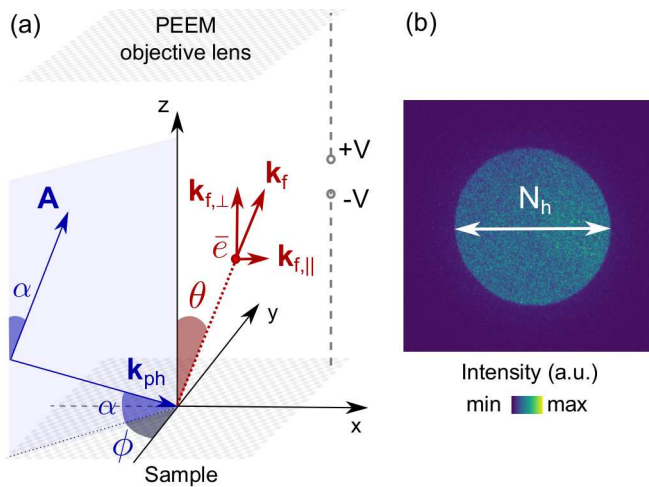 (a)
PEEM
objective lens
z
+V
-V
A
k_f,⊥
k_f
ē
k_f,||
α
θ
y
k_ph
α
x
ϕ
Sample
(b)
N_h
Intensity (a.u.)
min max